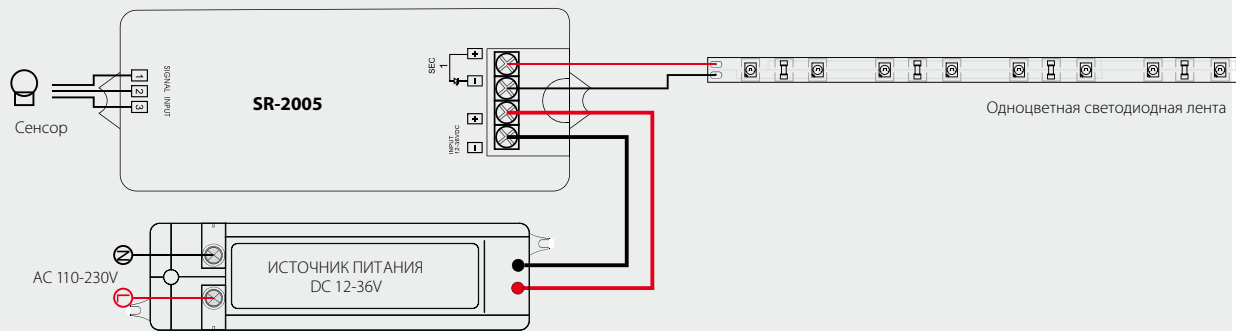 SIGNAL INPUT
1
2
3
Сенсор
SR-2005
SEC
1
+
-
+
-
INPUT
12-36VDC
Одноцветная светодиодная лента
N
AC 110-230V
L
ИСТОЧНИК ПИТАНИЯ
DC 12-36V